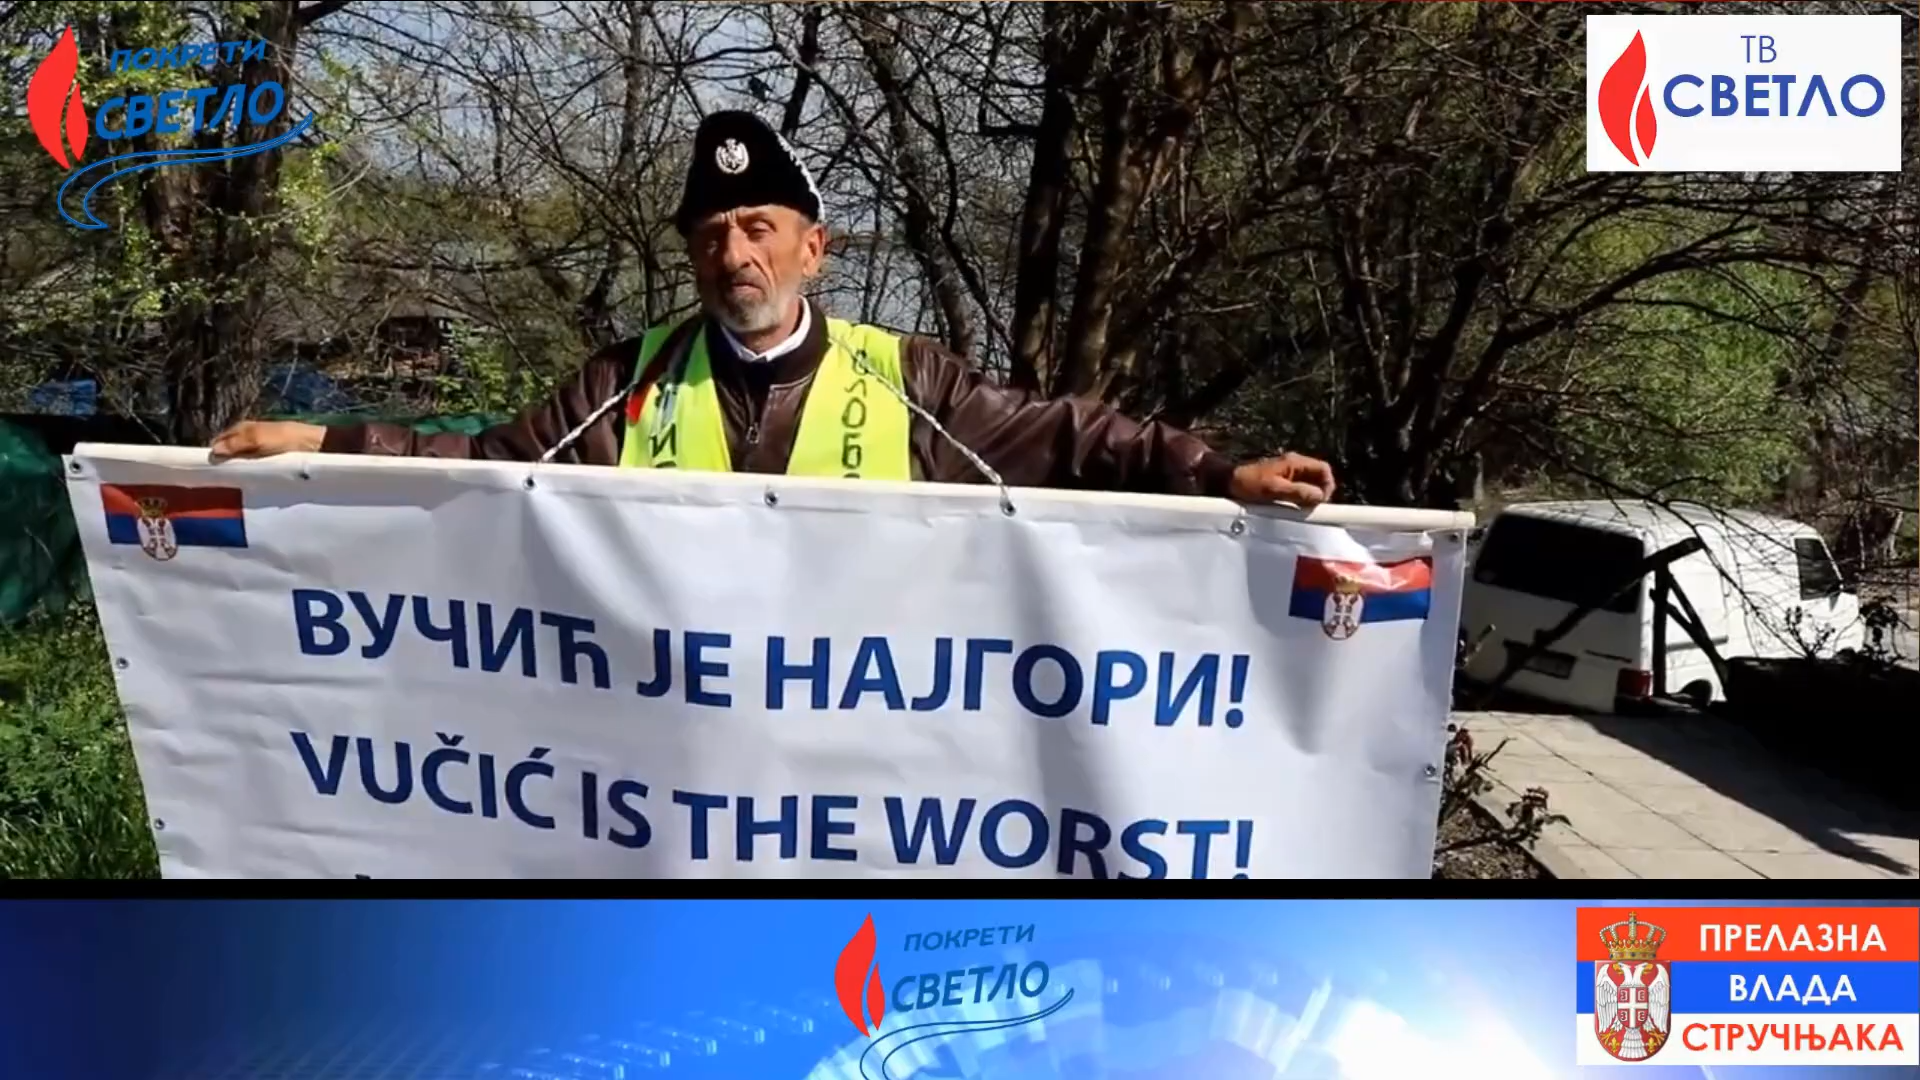 ПОКРЕТИ
СВЕТЛО
ТВ
СВЕТЛО
ВУЧИЋ ЈЕ НАЈГОРИ!
VUČIĆ IS THE WORST!
ПОКРЕТИ
СВЕТЛО
ПРЕЛАЗНА
ВЛАДА
СТРУЧЊАКА